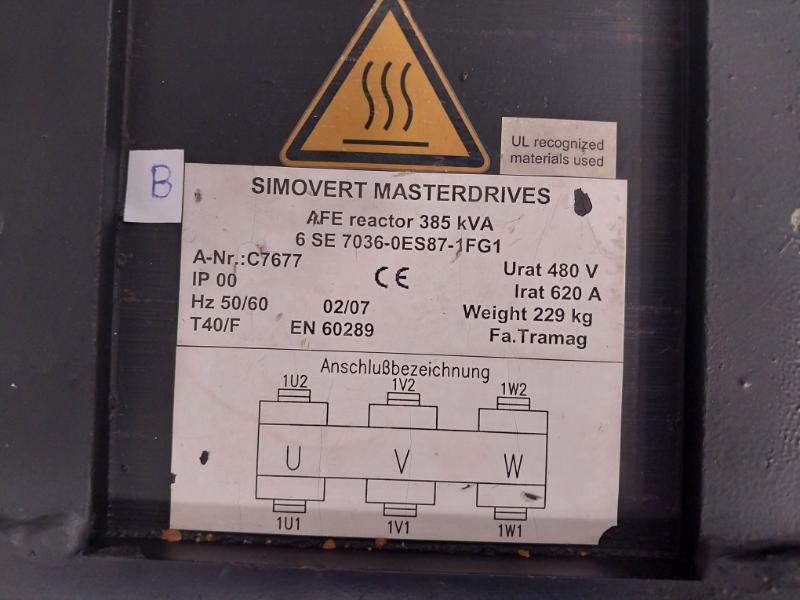 UL recognized
materials used
B
SIMOVERT MASTERDRIVES
AFE reactor 385 kVA
6 SE 7036-0ES87-1FG1
A-Nr.:C7677
IP 00
Hz 50/60
T40/F
CE
02/07
EN 60289
Urat 480 V
Irat 620 A
Weight 229 kg
Fa.Tramag
Anschlußbezeichnung
1U2 1V2 1W2
U V W
1U1 1V1 1W1